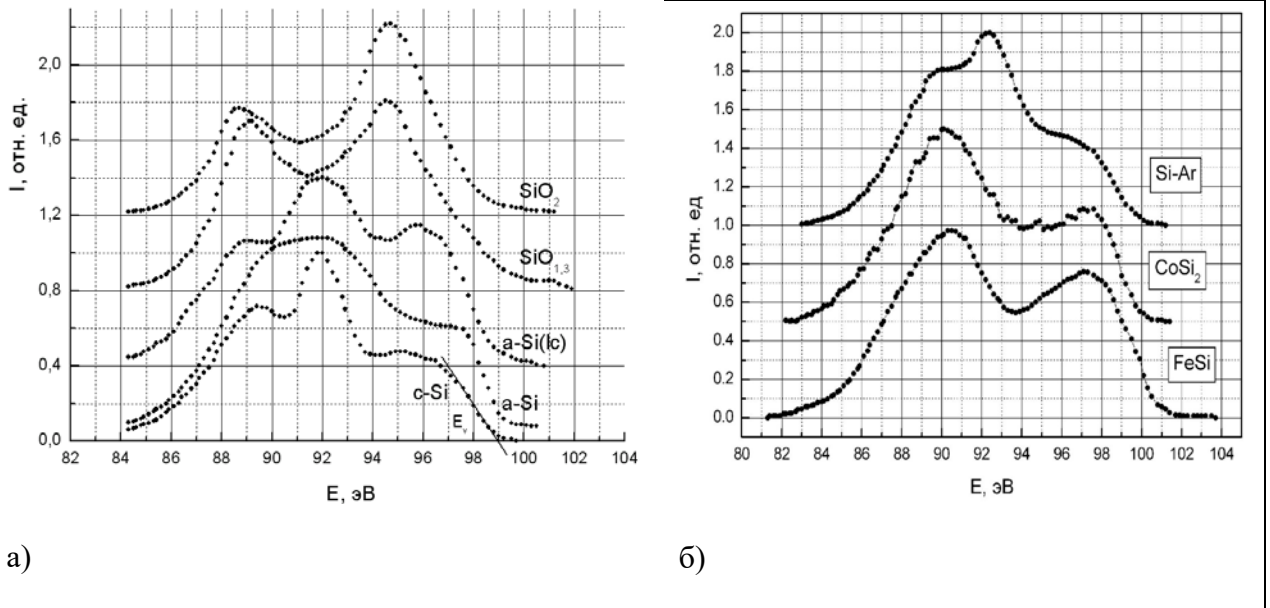 I, отн. ед.
2,0
1,6
1,2
0,8
0,4
0,0
82 84 86 88 90 92 94 96 98 100 102 104
E, эВ
SiO₂
SiO₁,₃
a-Si(lc)
a-Si
c-Si
Eᵥ
а)
I, отн. ед
2.0
1.8
1.6
1.4
1.2
1.0
0.8
0.6
0.4
0.2
0.0
80 82 84 86 88 90 92 94 96 98 100 102 104
E, эВ
Si-Ar
CoSi₂
FeSi
б)